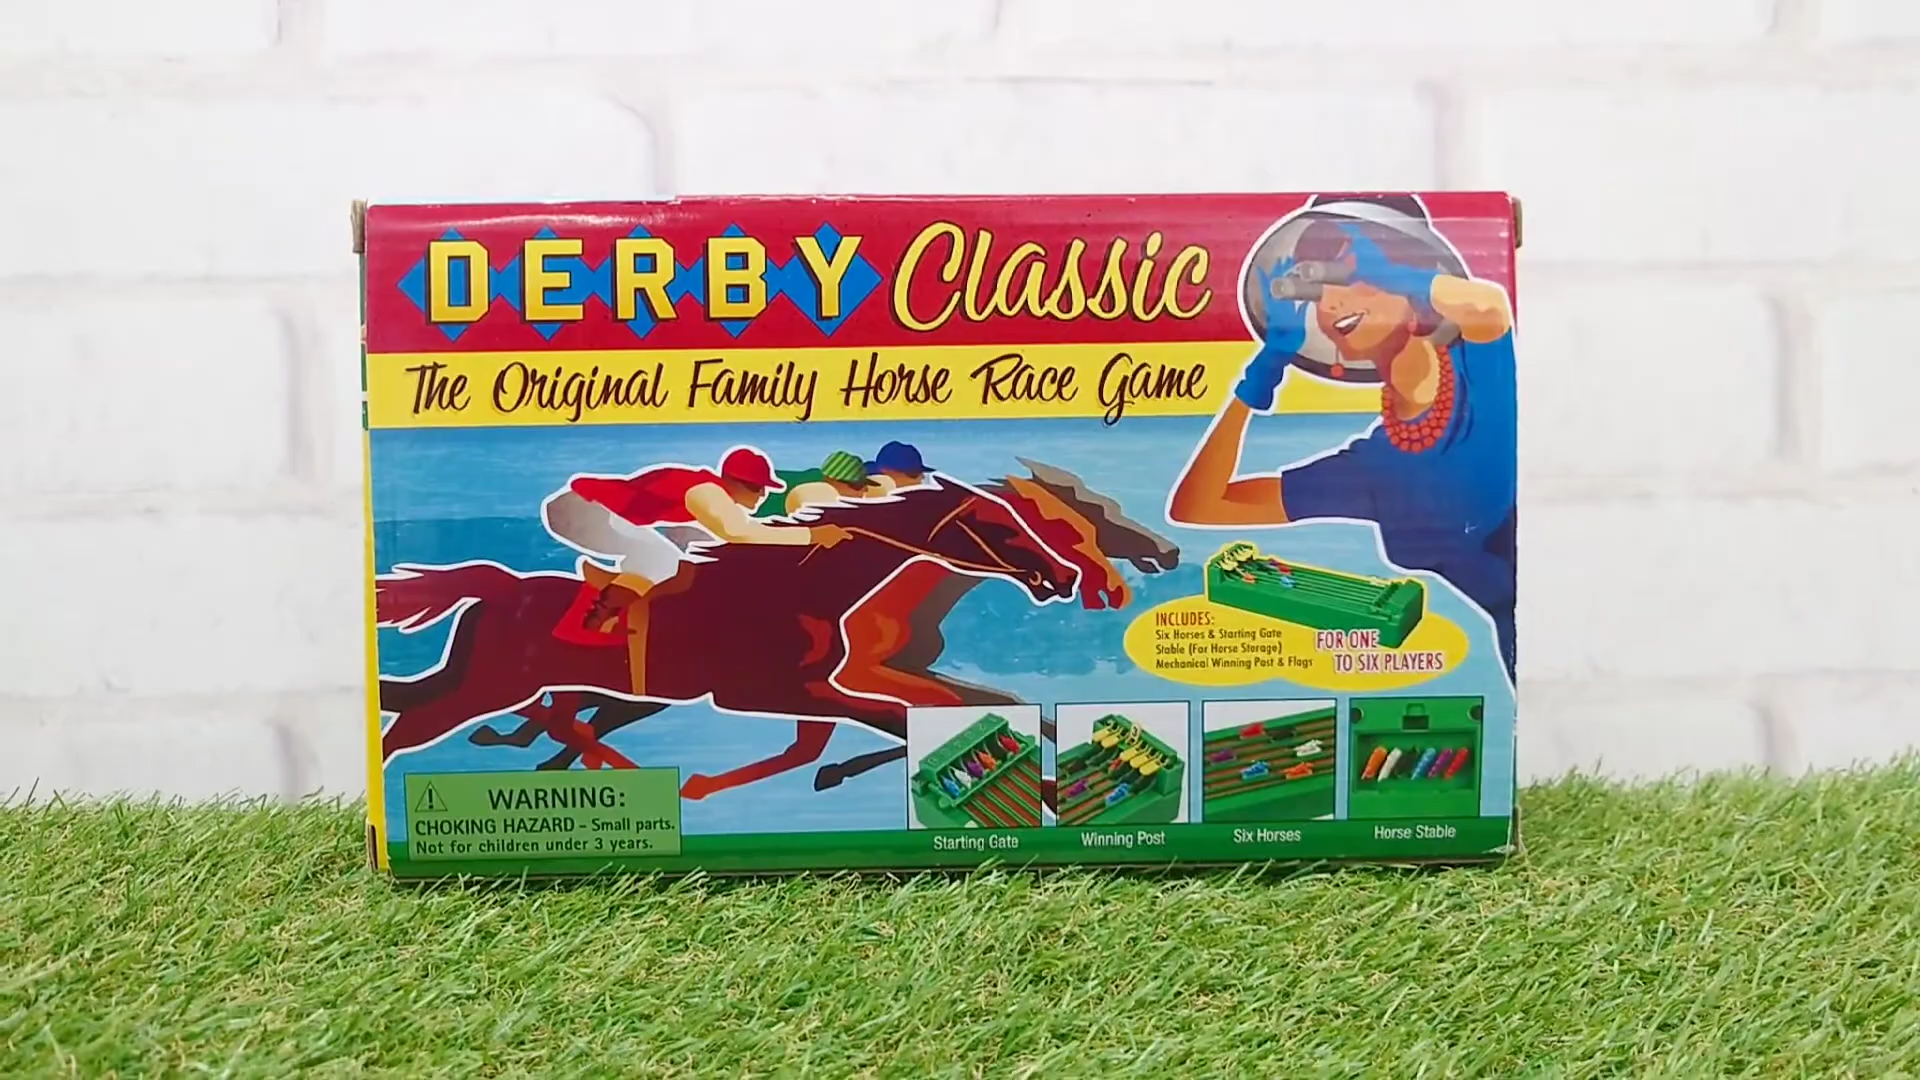 DERBY Classic
The Original Family Horse Race Game
INCLUDES:
Six Horses & Starting Gate
Stable (For Horse Storage)
Mechanical Winning Post & Flags
FOR ONE
TO SIX PLAYERS
WARNING:
CHOKING HAZARD - Small parts.
Not for children under 3 years.
Starting Gate
Winning Post
Six Horses
Horse Stable